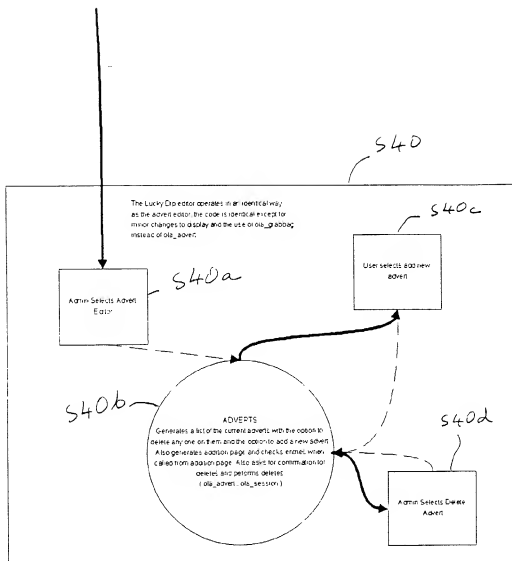 S40
The Lucky Dip editor operates in an identical way
as the advert editor, the code is identical except for
minor changes to display and the use of ola_grabbag
instead of ola_advert
S40c
User selects add new
advert
S40a
Admin Selects Advert
Editor
S40b
ADVERTS
Generates a list of the current adverts with the option to
delete any one on them and the option to add a new advert
Also generates addition page and checks entries when
called from addition page. Also asks for confirmation for
deletes and peforms deletes
( ola_advert, ola_session )
S40d
Admin Selects Delete
Advert